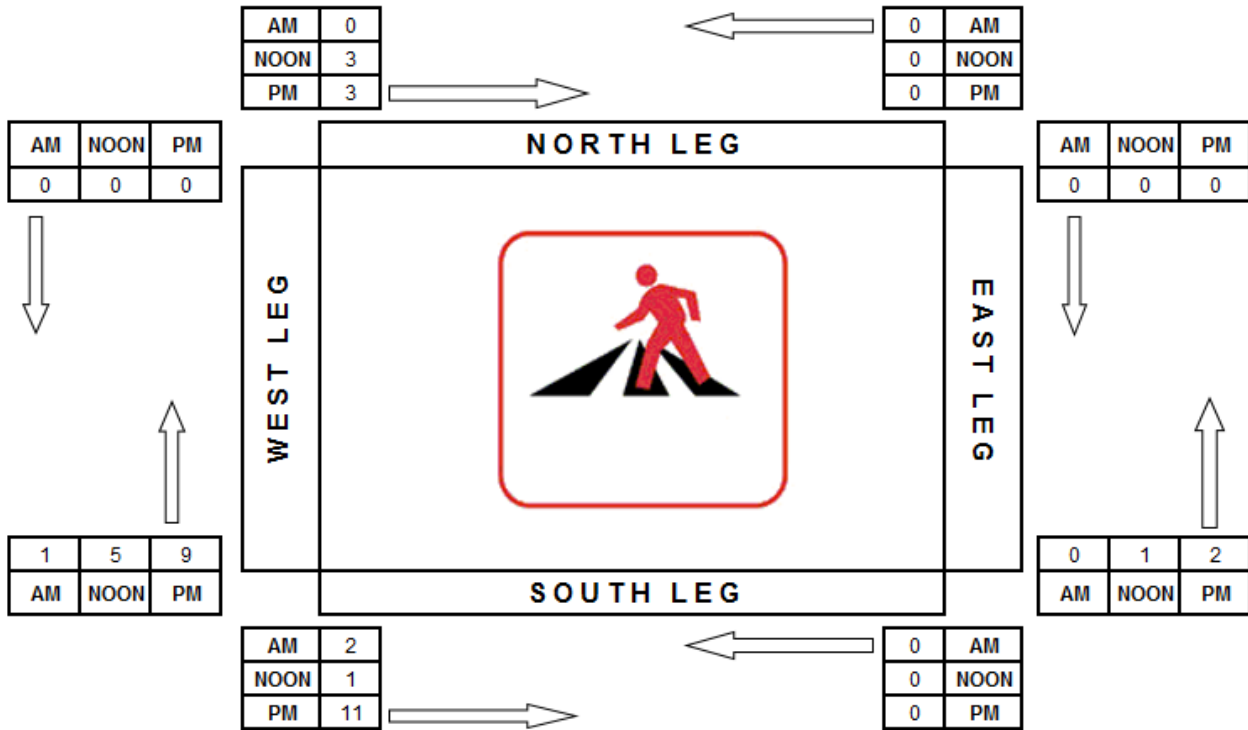 AM 0
NOON 3
PM 3
0 AM
0 NOON
0 PM
AM NOON PM
0 0 0
NORTH LEG
AM NOON PM
0 0 0
WEST LEG
EAST LEG
1 5 9
AM NOON PM
SOUTH LEG
0 1 2
AM NOON PM
AM 2
NOON 1
PM 11
0 AM
0 NOON
0 PM